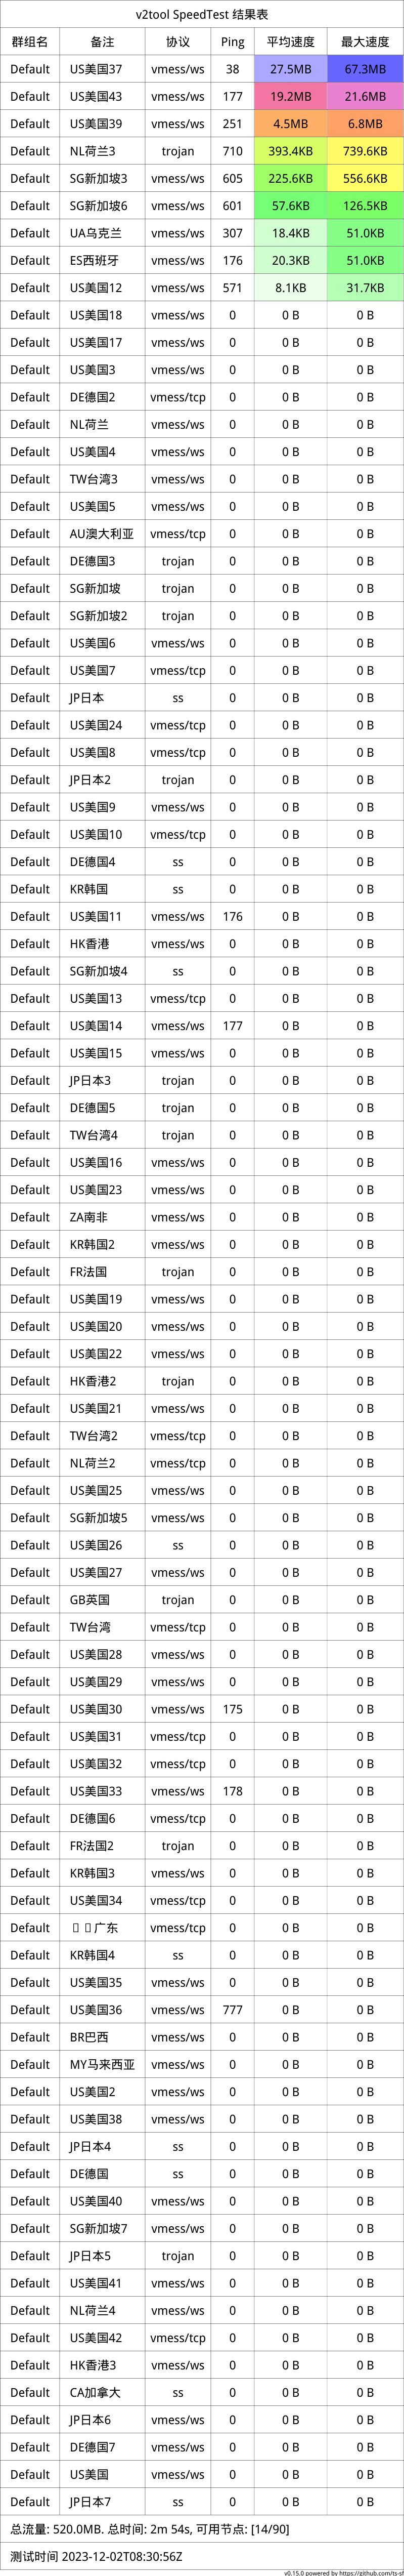 v2tool SpeedTest 结果表
群组名 备注 协议 Ping 平均速度 最大速度
Default US美国37 vmess/ws 38 27.5MB 67.3MB
Default US美国43 vmess/ws 177 19.2MB 21.6MB
Default US美国39 vmess/ws 251 4.5MB 6.8MB
Default NL荷兰3 trojan 710 393.4KB 739.6KB
Default SG新加坡3 vmess/ws 605 225.6KB 556.6KB
Default SG新加坡6 vmess/ws 601 57.6KB 126.5KB
Default UA乌克兰 vmess/ws 307 18.4KB 51.0KB
Default ES西班牙 vmess/ws 176 20.3KB 51.0KB
Default US美国12 vmess/ws 571 8.1KB 31.7KB
Default US美国18 vmess/ws 0 0 B 0 B
Default US美国17 vmess/ws 0 0 B 0 B
Default US美国3 vmess/ws 0 0 B 0 B
Default DE德国2 vmess/tcp 0 0 B 0 B
Default NL荷兰 vmess/ws 0 0 B 0 B
Default US美国4 vmess/ws 0 0 B 0 B
Default TW台湾3 vmess/ws 0 0 B 0 B
Default US美国5 vmess/ws 0 0 B 0 B
Default AU澳大利亚 vmess/tcp 0 0 B 0 B
Default DE德国3 trojan 0 0 B 0 B
Default SG新加坡 trojan 0 0 B 0 B
Default SG新加坡2 trojan 0 0 B 0 B
Default US美国6 vmess/ws 0 0 B 0 B
Default US美国7 vmess/tcp 0 0 B 0 B
Default JP日本 ss 0 0 B 0 B
Default US美国24 vmess/tcp 0 0 B 0 B
Default US美国8 vmess/tcp 0 0 B 0 B
Default JP日本2 trojan 0 0 B 0 B
Default US美国9 vmess/ws 0 0 B 0 B
Default US美国10 vmess/tcp 0 0 B 0 B
Default DE德国4 ss 0 0 B 0 B
Default KR韩国 ss 0 0 B 0 B
Default US美国11 vmess/ws 176 0 B 0 B
Default HK香港 vmess/ws 0 0 B 0 B
Default SG新加坡4 ss 0 0 B 0 B
Default US美国13 vmess/tcp 0 0 B 0 B
Default US美国14 vmess/ws 177 0 B 0 B
Default US美国15 vmess/ws 0 0 B 0 B
Default JP日本3 trojan 0 0 B 0 B
Default DE德国5 trojan 0 0 B 0 B
Default TW台湾4 trojan 0 0 B 0 B
Default US美国16 vmess/ws 0 0 B 0 B
Default US美国23 vmess/ws 0 0 B 0 B
Default ZA南非 vmess/ws 0 0 B 0 B
Default KR韩国2 vmess/ws 0 0 B 0 B
Default FR法国 trojan 0 0 B 0 B
Default US美国19 vmess/ws 0 0 B 0 B
Default US美国20 vmess/ws 0 0 B 0 B
Default US美国22 vmess/ws 0 0 B 0 B
Default HK香港2 trojan 0 0 B 0 B
Default US美国21 vmess/ws 0 0 B 0 B
Default TW台湾2 vmess/tcp 0 0 B 0 B
Default NL荷兰2 vmess/tcp 0 0 B 0 B
Default US美国25 vmess/ws 0 0 B 0 B
Default SG新加坡5 vmess/ws 0 0 B 0 B
Default US美国26 ss 0 0 B 0 B
Default US美国27 vmess/ws 0 0 B 0 B
Default GB英国 trojan 0 0 B 0 B
Default TW台湾 vmess/tcp 0 0 B 0 B
Default US美国28 vmess/ws 0 0 B 0 B
Default US美国29 vmess/ws 0 0 B 0 B
Default US美国30 vmess/ws 175 0 B 0 B
Default US美国31 vmess/tcp 0 0 B 0 B
Default US美国32 vmess/tcp 0 0 B 0 B
Default US美国33 vmess/ws 178 0 B 0 B
Default DE德国6 vmess/tcp 0 0 B 0 B
Default FR法国2 trojan 0 0 B 0 B
Default KR韩国3 vmess/ws 0 0 B 0 B
Default US美国34 vmess/tcp 0 0 B 0 B
Default 广东 vmess/tcp 0 0 B 0 B
Default KR韩国4 ss 0 0 B 0 B
Default US美国35 vmess/ws 0 0 B 0 B
Default US美国36 vmess/ws 777 0 B 0 B
Default BR巴西 vmess/ws 0 0 B 0 B
Default MY马来西亚 vmess/ws 0 0 B 0 B
Default US美国2 vmess/ws 0 0 B 0 B
Default US美国38 vmess/ws 0 0 B 0 B
Default JP日本4 ss 0 0 B 0 B
Default DE德国 ss 0 0 B 0 B
Default US美国40 vmess/ws 0 0 B 0 B
Default SG新加坡7 vmess/ws 0 0 B 0 B
Default JP日本5 trojan 0 0 B 0 B
Default US美国41 vmess/ws 0 0 B 0 B
Default NL荷兰4 vmess/ws 0 0 B 0 B
Default US美国42 vmess/tcp 0 0 B 0 B
Default HK香港3 vmess/ws 0 0 B 0 B
Default CA加拿大 ss 0 0 B 0 B
Default JP日本6 vmess/ws 0 0 B 0 B
Default DE德国7 vmess/ws 0 0 B 0 B
Default US美国 vmess/ws 0 0 B 0 B
Default JP日本7 ss 0 0 B 0 B
总流量: 520.0MB. 总时间: 2m 54s, 可用节点: [14/90]
测试时间 2023-12-02T08:30:56Z
v0.15.0 powered by https://github.com/ts-sf